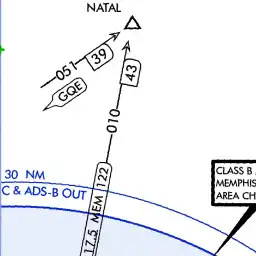 NATAL
39
051
GQE
43
010
17.5 MEM 122
30 NM
C & ADS-B OUT
CLASS B
MEMPHIS
AREA CH